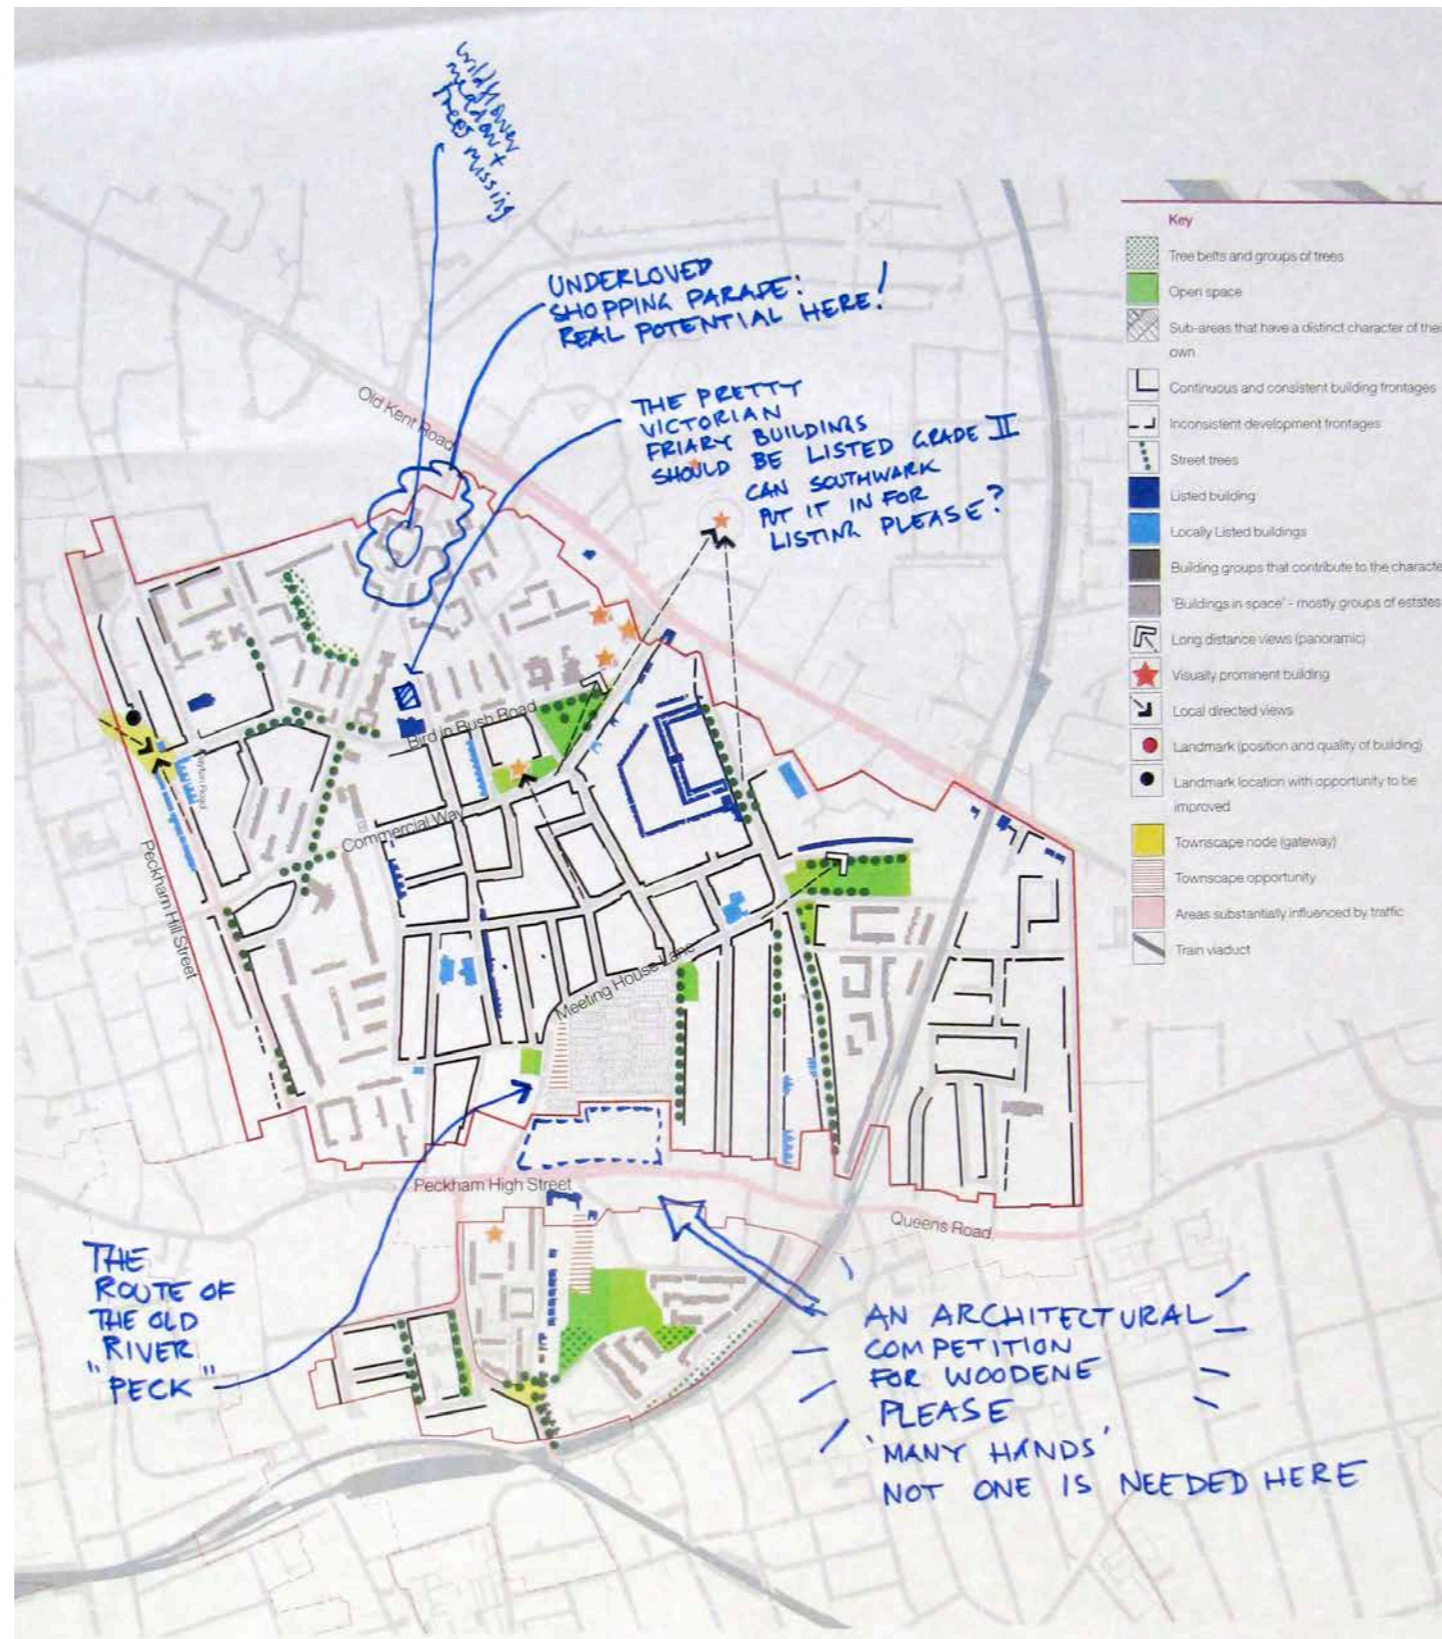 wildflower
meadow +
trees missing
UNDERLOVED
SHOPPING PARADE:
REAL POTENTIAL HERE!
THE PRETTY
VICTORIAN
FRIARY BUILDINGS
SHOULD BE LISTED GRADE II
CAN SOUTHWARK
PUT IT IN FOR
LISTING PLEASE?
Old Kent Road
Bird in Bush Road
Commercial Way
Peckham Hill Street
Meeting House Lane
Peckham High Street
Queens Road
THE
ROUTE OF
THE OLD
RIVER
"PECK"
AN ARCHITECTURAL
COMPETITION
FOR WOODENE
PLEASE
'MANY HANDS'
NOT ONE IS NEEDED HERE
Key
Tree belts and groups of trees
Open space
Sub-areas that have a distinct character of thei
own
Continuous and consistent building frontages
Inconsistent development frontages
Street trees
Listed building
Locally Listed buildings
Building groups that contribute to the characte
'Buildings in space' - mostly groups of estates
Long distance views (panoramic)
Visually prominent building
Local directed views
Landmark (position and quality of building)
Landmark location with opportunity to be
improved
Townscape node (gateway)
Townscape opportunity
Areas substantially influenced by traffic
Train viaduct